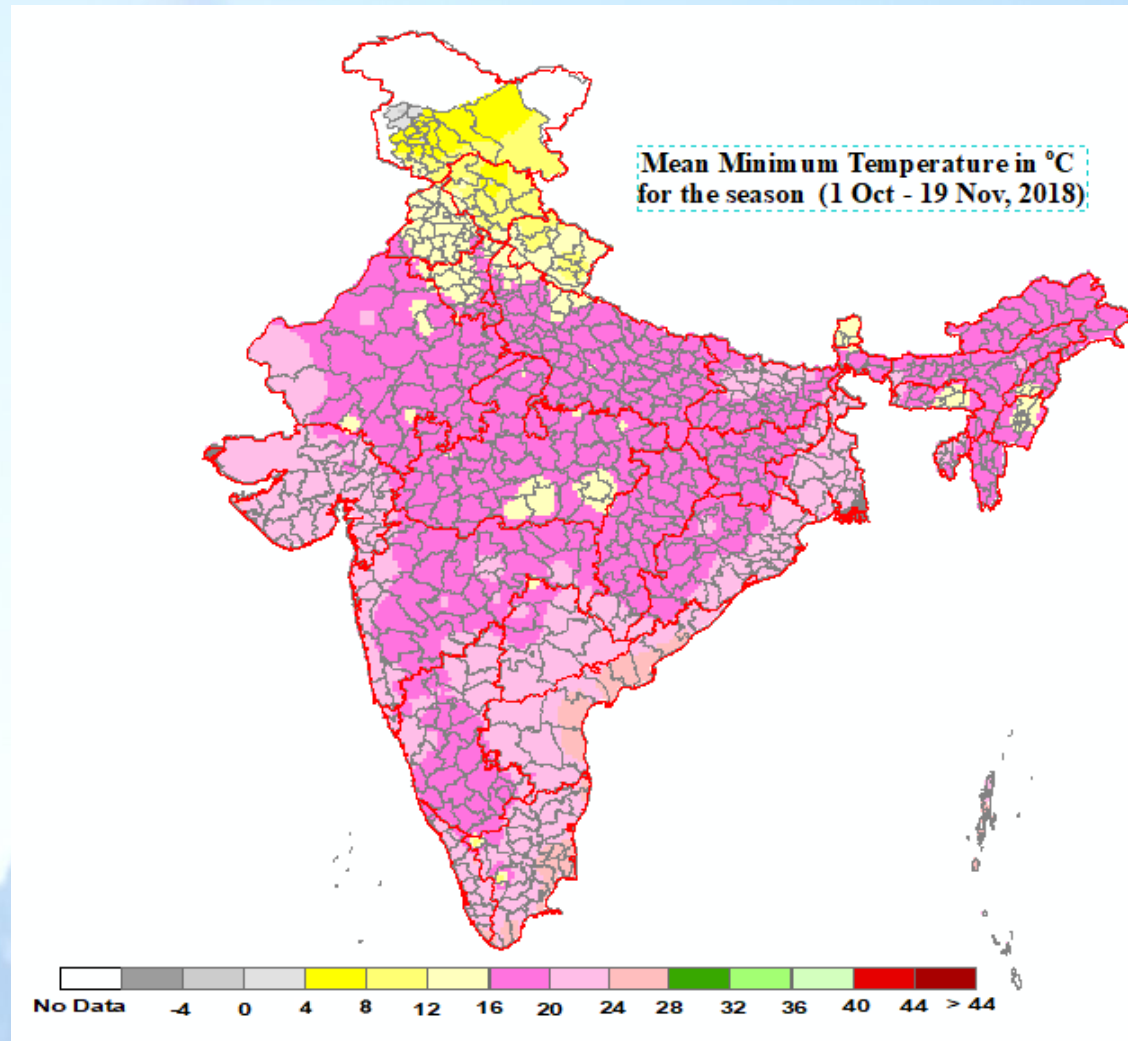 Mean Minimum Temperature in °C
for the season (1 Oct - 19 Nov, 2018)
No Data -4 0 4 8 12 16 20 24 28 32 36 40 44 > 44